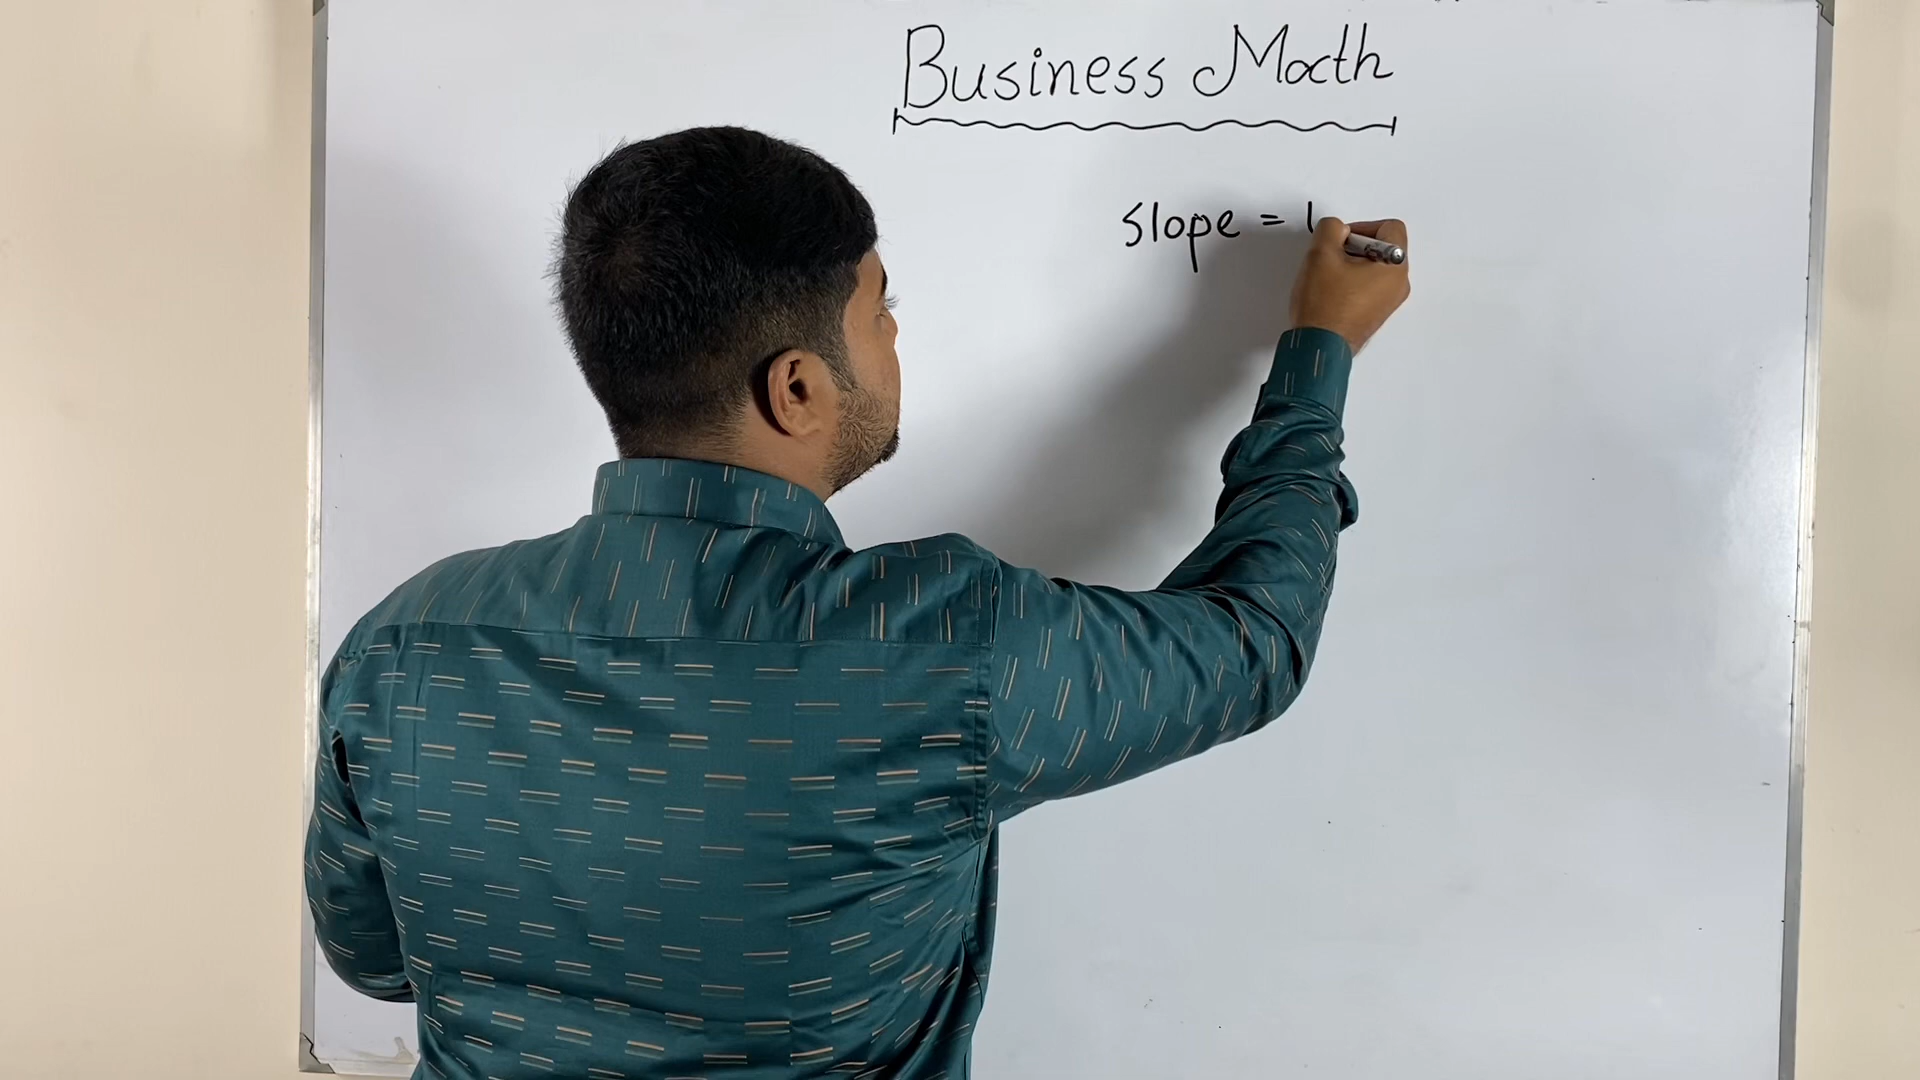 Business Math
slope =